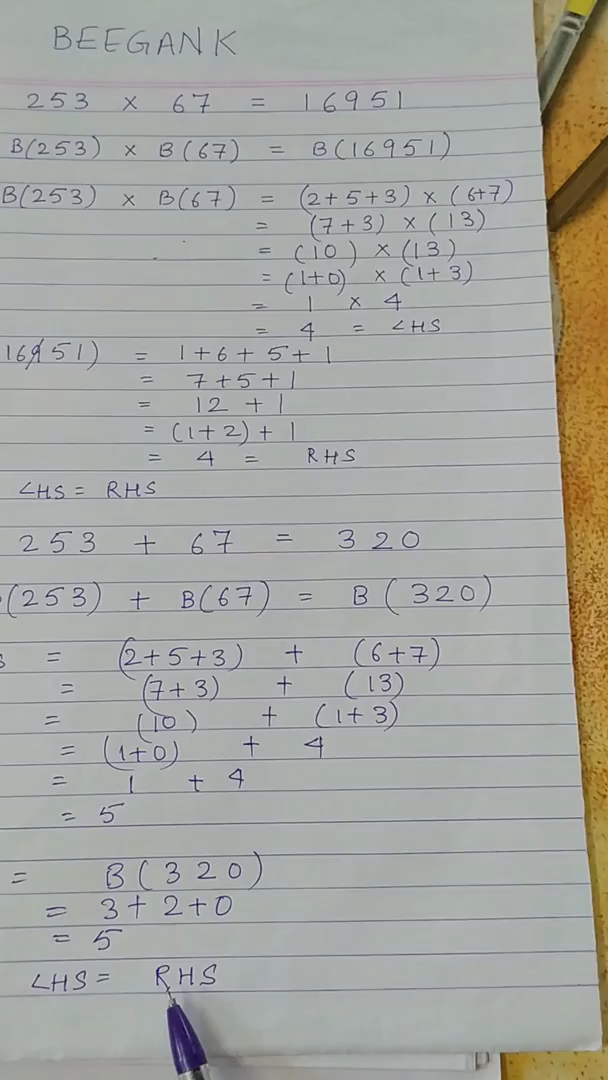 BEEGANK
253 × 67 = 16951
B(253) × B(67) = B(16951)
B(253) × B(67) = (2+5+3) × (6+7)
= (7+3) × (13)
= (10) × (13)
= (1+0) × (1+3)
= 1 × 4
= 4 = LHS
16951) = 1+6+5+1
= 7+5+1
= 12 + 1
= (1+2) + 1
= 4 = RHS
LHS = RHS
253 + 67 = 320
(253) + B(67) = B(320)
S = (2+5+3) + (6+7)
= (7+3) + (13)
= (10) + (1+3)
= (1+0) + 4
= 1 + 4
= 5
= B(320)
= 3+2+0
= 5
LHS = RHS